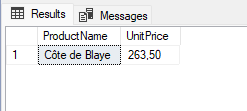 Results Messages
ProductName UnitPrice
1 Côte de Blaye 263,50